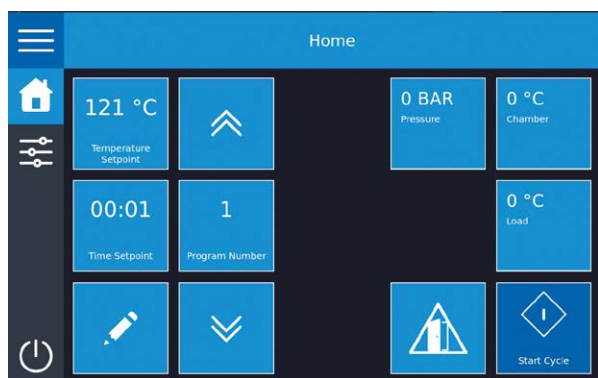 Home
121 °C
Temperature
Setpoint
0 BAR
Pressure
0 °C
Chamber
00:01
Time Setpoint
1
Program Number
0 °C
Load
Start Cycle